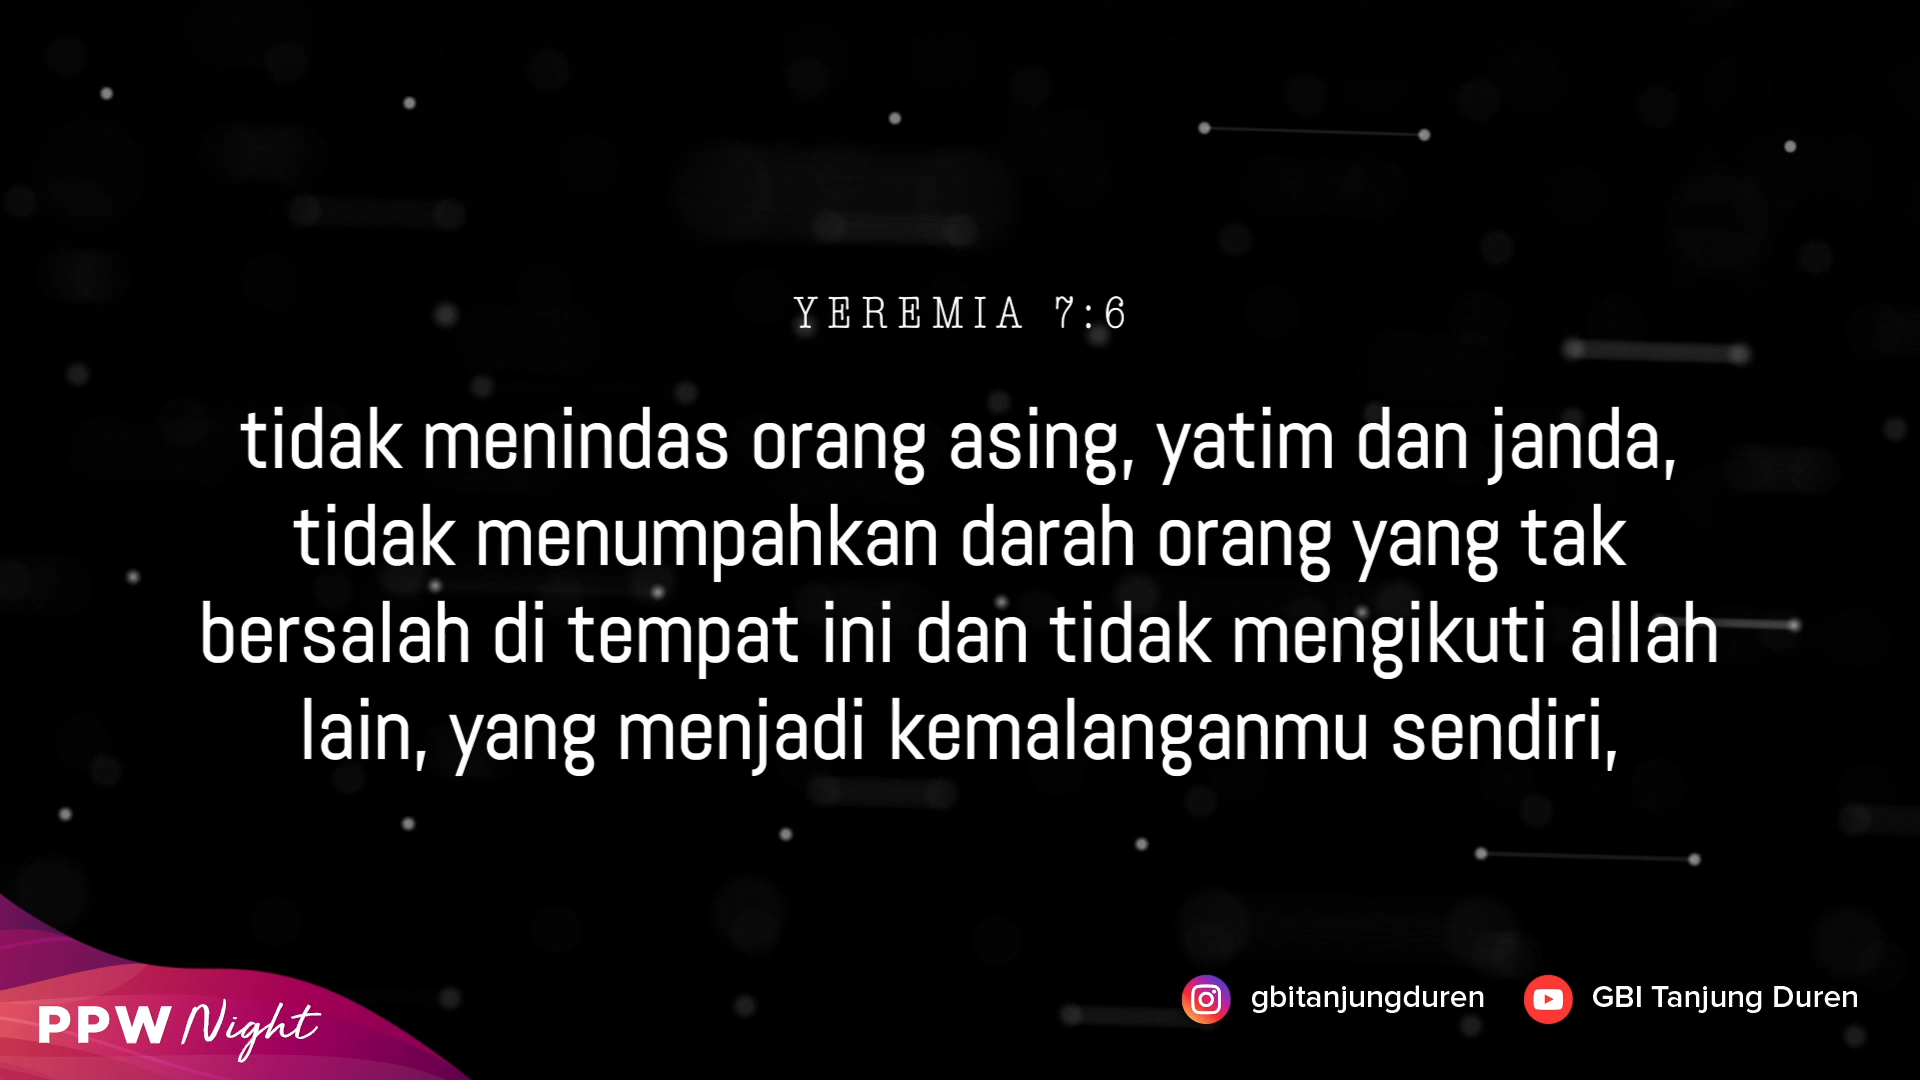 YEREMIA 7:6
tidak menindas orang asing, yatim dan janda,
tidak menumpahkan darah orang yang tak
bersalah di tempat ini dan tidak mengikuti allah
lain, yang menjadi kemalanganmu sendiri,
PPW Night
gbitanjungduren
GBI Tanjung Duren